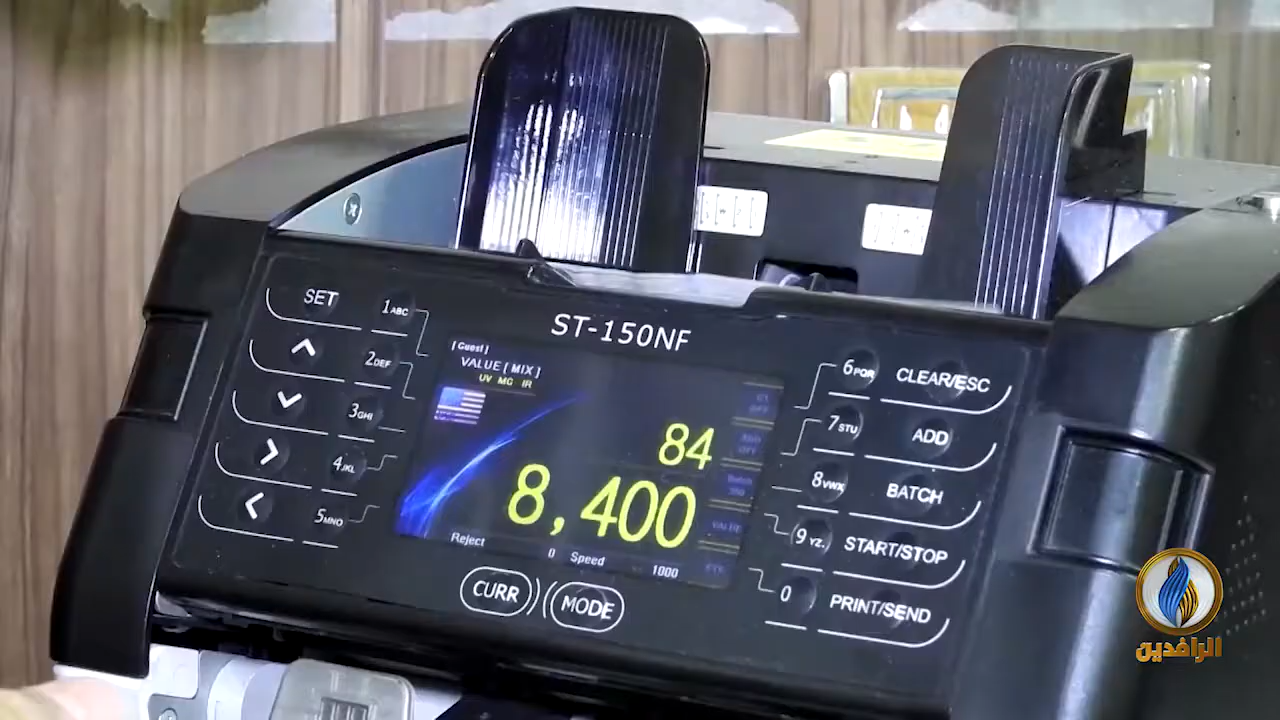 ST-150NF
SET
1ABC
2DEF
3GHI
4JKL
5MNO
[ Guest ]
VALUE [ MIX ]
UV MG IR
84
8,400
Reject 0 Speed 1000
CURR
MODE
6PQR
CLEAR/ESC
7STU
ADD
8VWX
BATCH
9YZ.
START/STOP
0
PRINT/SEND
الرافدين